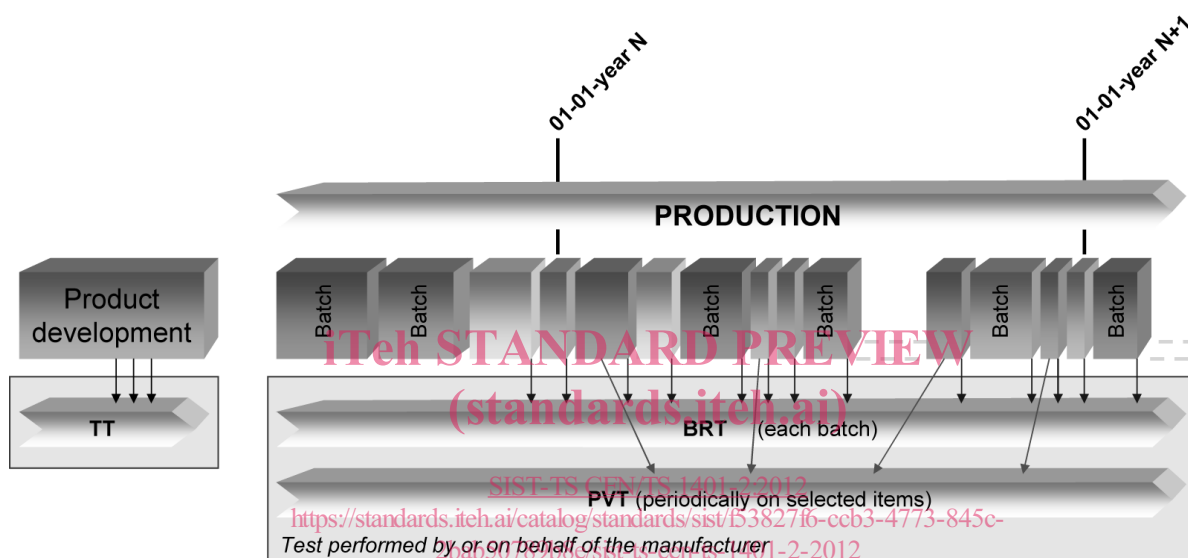 01-01-year N
01-01-year N+1
PRODUCTION
Product
development
Batch
Batch
Batch
Batch
Batch
Batch
iTeh STANDARD PREVIEW
(standards.iteh.ai)
TT
BRT (each batch)
SIST-TS CEN/TS 1401-2:2012
PVT (periodically on selected items)
https://standards.iteh.ai/catalog/standards/sist/f53827f6-ccb3-4773-845c-
Test performed by or on behalf of the manufacturer